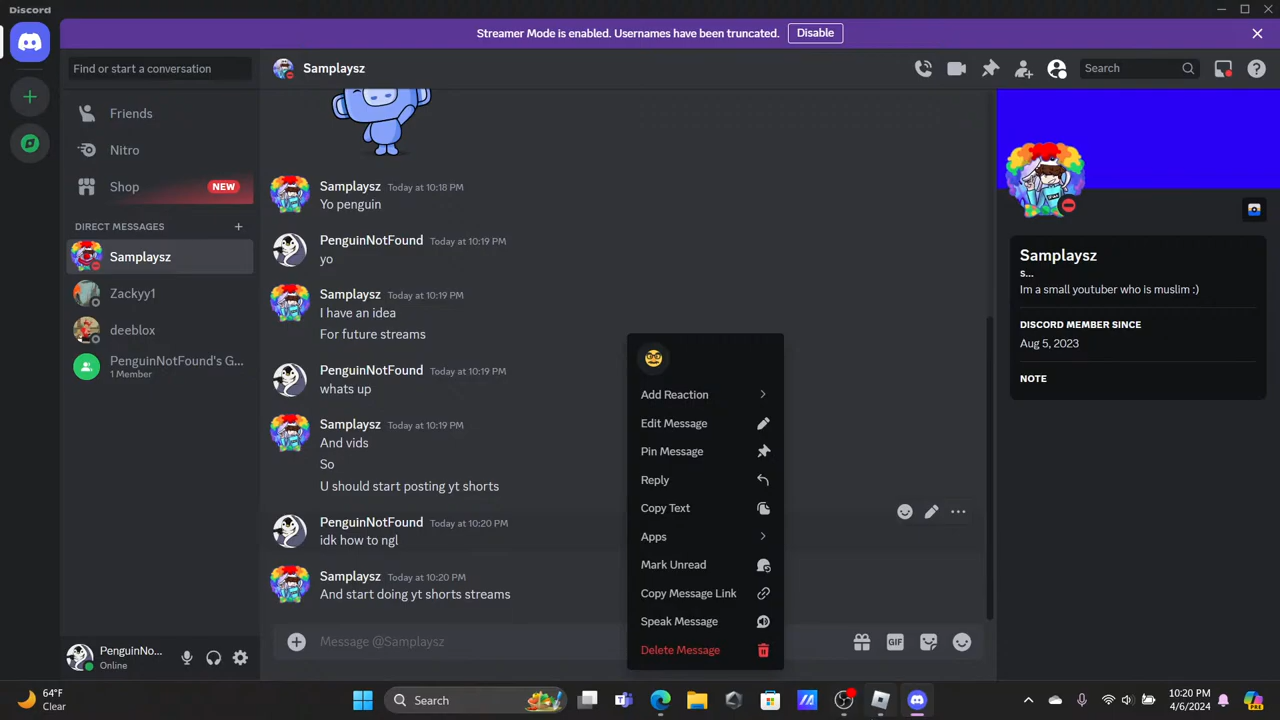 Discord
Streamer Mode is enabled. Usernames have been truncated.
Disable
Find or start a conversation
Samplaysz
Search
Friends
Nitro
Shop
NEW
DIRECT MESSAGES
Samplaysz
Zackyy1
deeblox
PenguinNotFound's G...
1 Member
Samplaysz Today at 10:18 PM
Yo penguin
PenguinNotFound Today at 10:19 PM
yo
Samplaysz Today at 10:19 PM
I have an idea
For future streams
PenguinNotFound Today at 10:19 PM
whats up
Samplaysz Today at 10:19 PM
And vids
So
U should start posting yt shorts
PenguinNotFound Today at 10:20 PM
idk how to ngl
Samplaysz Today at 10:20 PM
And start doing yt shorts streams
Message @Samplaysz
GIF
Add Reaction
Edit Message
Pin Message
Reply
Copy Text
Apps
Mark Unread
Copy Message Link
Speak Message
Delete Message
Samplaysz
s...
Im a small youtuber who is muslim :)
DISCORD MEMBER SINCE
Aug 5, 2023
NOTE
PenguinNo...
Online
64°F
Clear
Search
10:20 PM
4/6/2024
PRE